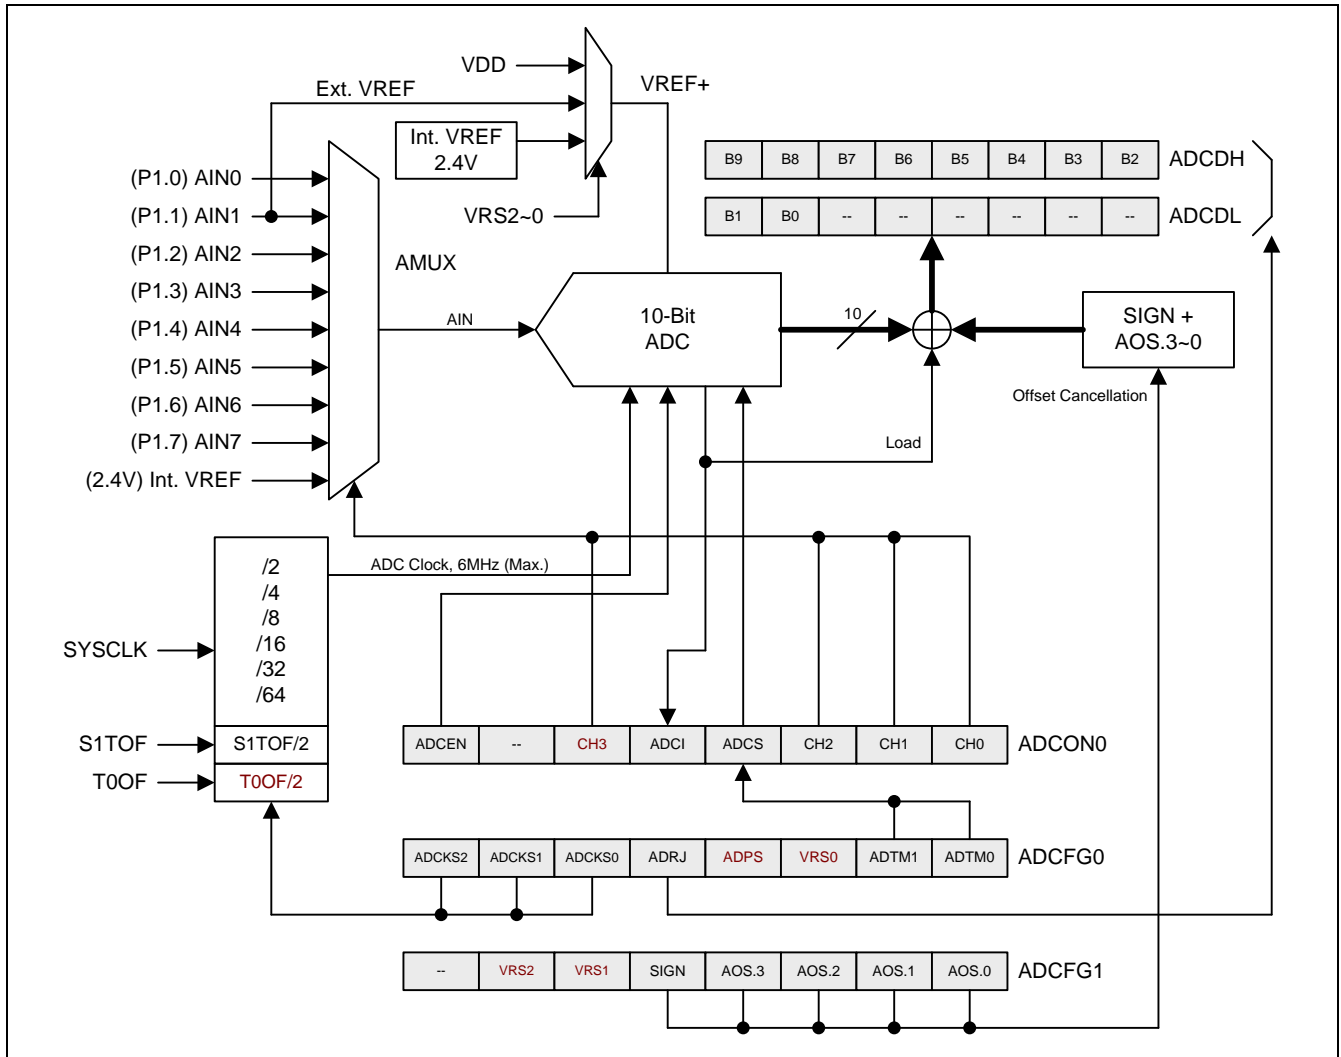 VDD
Ext. VREF
VREF+
Int. VREF
2.4V
VRS2~0
B9 B8 B7 B6 B5 B4 B3 B2 ADCDH
B1 B0 -- -- -- -- -- -- ADCDL
(P1.0) AIN0
(P1.1) AIN1
(P1.2) AIN2
(P1.3) AIN3
(P1.4) AIN4
(P1.5) AIN5
(P1.6) AIN6
(P1.7) AIN7
(2.4V) Int. VREF
AMUX
AIN
10-Bit
ADC
10
SIGN +
AOS.3~0
Offset Cancellation
Load
ADC Clock, 6MHz (Max.)
/2
/4
/8
/16
/32
/64
SYSCLK
S1TOF
S1TOF/2
T0OF
T0OF/2
ADCEN -- CH3 ADCI ADCS CH2 CH1 CH0 ADCON0
ADCKS2 ADCKS1 ADCKS0 ADRJ ADPS VRS0 ADTM1 ADTM0 ADCFG0
-- VRS2 VRS1 SIGN AOS.3 AOS.2 AOS.1 AOS.0 ADCFG1